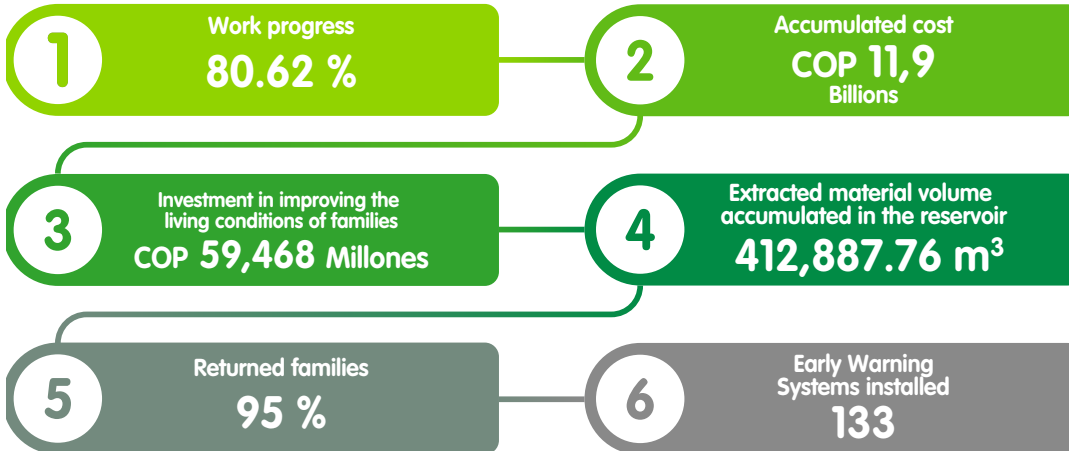 1
Work progress
80.62 %
2
Accumulated cost
COP 11,9
Billions
3
Investment in improving the
living conditions of families
COP 59,468 Millones
4
Extracted material volume
accumulated in the reservoir
412,887.76 m³
5
Returned families
95 %
6
Early Warning
Systems installed
133